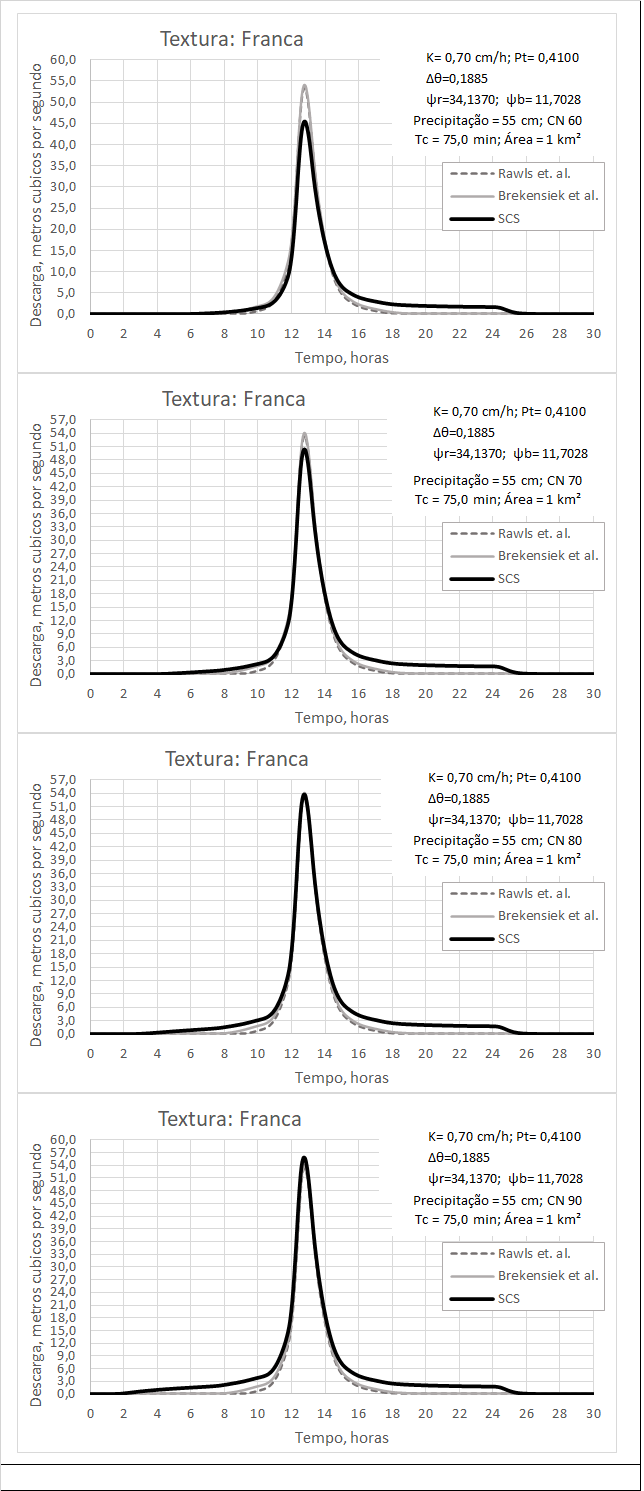 Textura: Franca
K= 0,70 cm/h; Pt= 0,4100
Δθ=0,1885
ψr=34,1370; ψb= 11,7028
Precipitação = 55 cm; CN 60
Tc = 75,0 min; Área = 1 km²
Rawls et. al.
Brekensiek et al.
SCS
Descarga, metros cubicos por segundo
60,0
55,0
50,0
45,0
40,0
35,0
30,0
25,0
20,0
15,0
10,0
5,0
0,0
0 2 4 6 8 10 12 14 16 18 20 22 24 26 28 30
Tempo, horas
Textura: Franca
K= 0,70 cm/h; Pt= 0,4100
Δθ=0,1885
ψr=34,1370; ψb= 11,7028
Precipitação = 55 cm; CN 70
Tc = 75,0 min; Área = 1 km²
Rawls et. al.
Brekensiek et al.
SCS
Descarga, metros cubicos por segundo
57,0
54,0
51,0
48,0
45,0
42,0
39,0
36,0
33,0
30,0
27,0
24,0
21,0
18,0
15,0
12,0
9,0
6,0
3,0
0,0
0 2 4 6 8 10 12 14 16 18 20 22 24 26 28 30
Tempo, horas
Textura: Franca
K= 0,70 cm/h; Pt= 0,4100
Δθ=0,1885
ψr=34,1370; ψb= 11,7028
Precipitação = 55 cm; CN 80
Tc = 75,0 min; Área = 1 km²
Rawls et. al.
Brekensiek et al.
SCS
Descarga, metros cubicos por segundo
57,0
54,0
51,0
48,0
45,0
42,0
39,0
36,0
33,0
30,0
27,0
24,0
21,0
18,0
15,0
12,0
9,0
6,0
3,0
0,0
0 2 4 6 8 10 12 14 16 18 20 22 24 26 28 30
Tempo, horas
Textura: Franca
K= 0,70 cm/h; Pt= 0,4100
Δθ=0,1885
ψr=34,1370; ψb= 11,7028
Precipitação = 55 cm; CN 90
Tc = 75,0 min; Área = 1 km²
Rawls et. al.
Brekensiek et al.
SCS
Descarga, metros cubicos por segundo
60,0
57,0
54,0
51,0
48,0
45,0
42,0
39,0
36,0
33,0
30,0
27,0
24,0
21,0
18,0
15,0
12,0
9,0
6,0
3,0
0,0
0 2 4 6 8 10 12 14 16 18 20 22 24 26 28 30
Tempo, horas